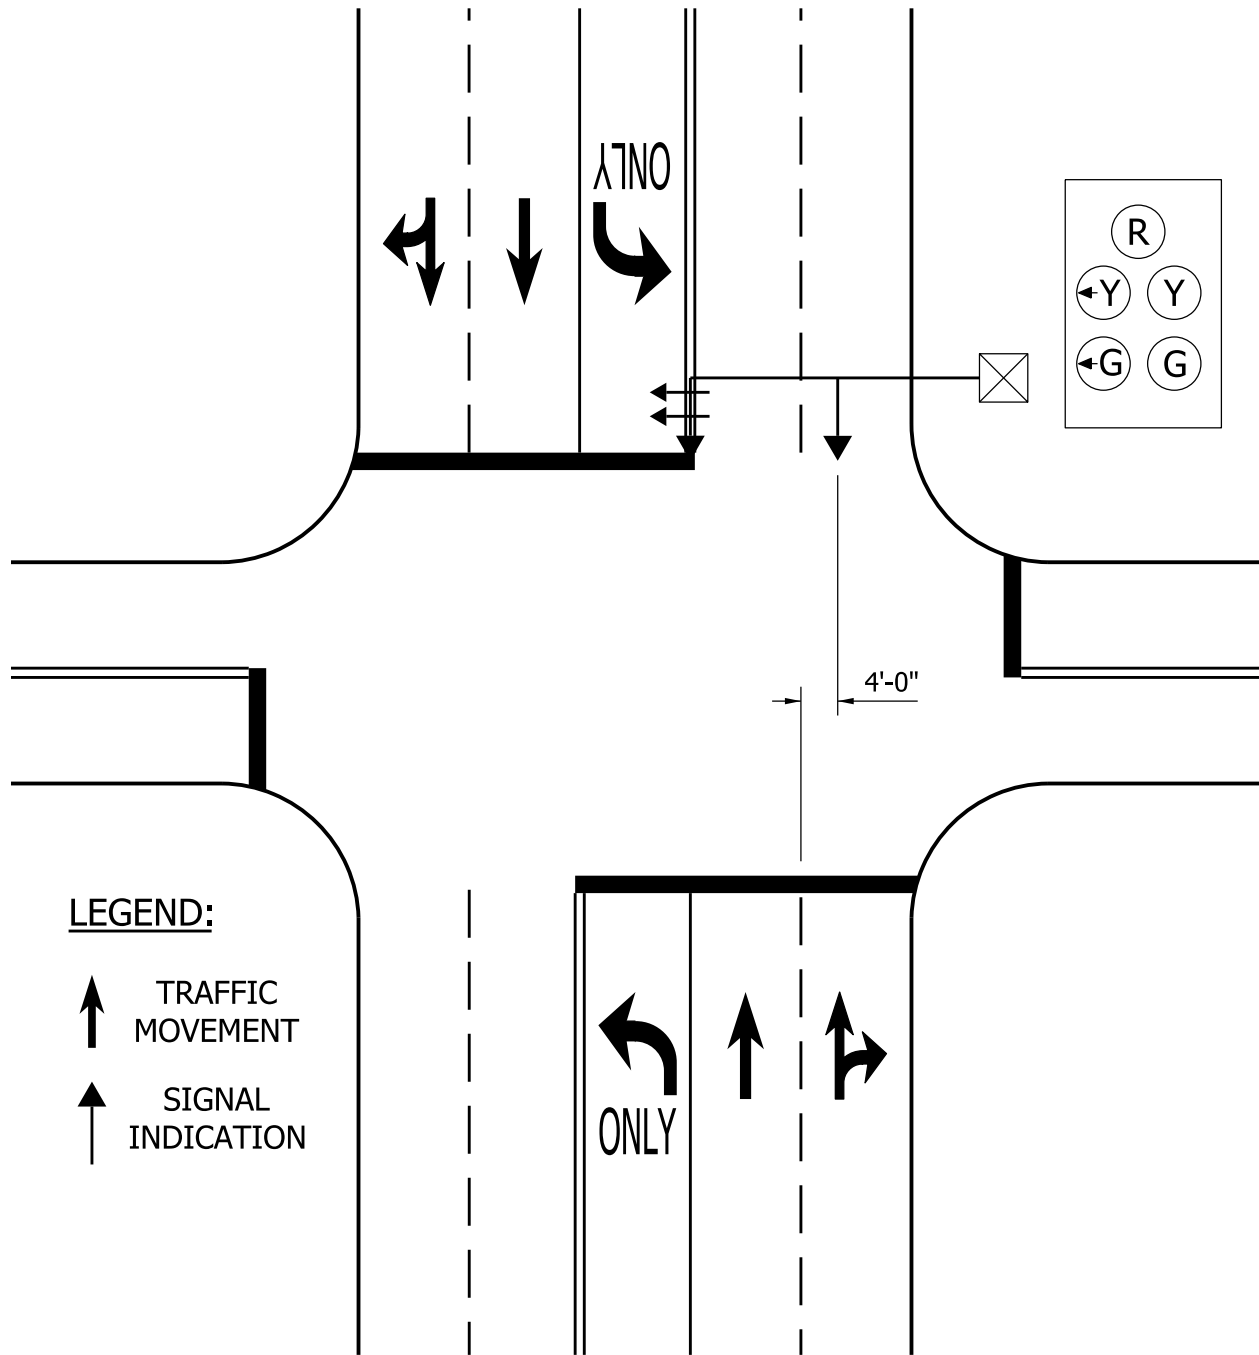 ONLY
R
Y Y
G G
4'-0"
LEGEND:
TRAFFIC
MOVEMENT
SIGNAL
INDICATION
ONLY